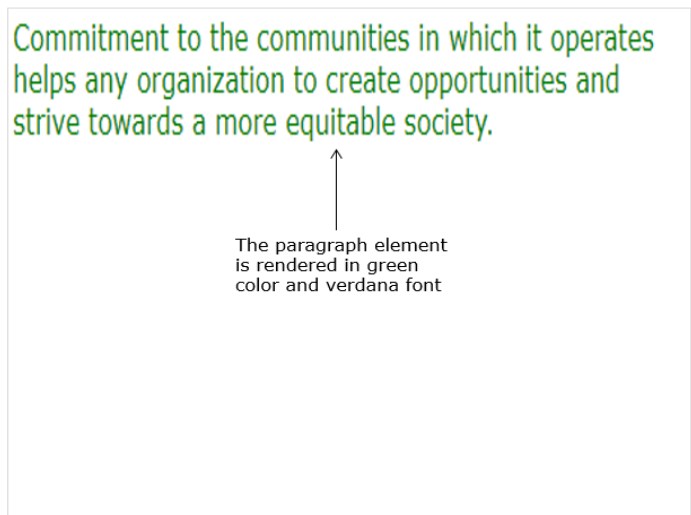 Commitment to the communities in which it operates
helps any organization to create opportunities and
strive towards a more equitable society.
The paragraph element
is rendered in green
color and verdana font